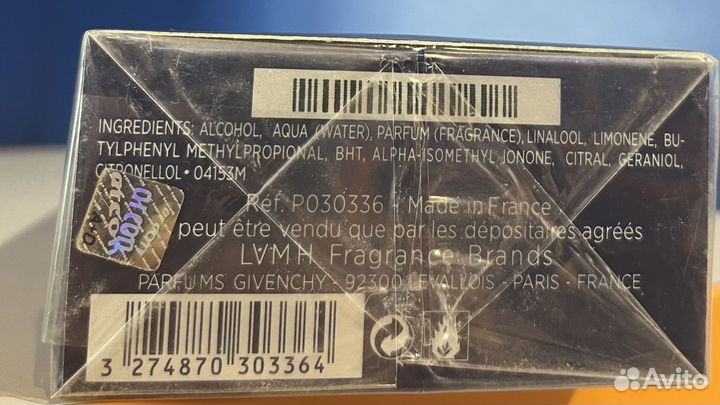 INGREDIENTS: ALCOHOL, AQUA (WATER), PARFUM (FRAGRANCE), LINALOOL, LIMONENE, BU-
TYLPHENYL METHYLPROPIONAL, BHT, ALPHA-ISOMETHYL IONONE, CITRAL, GERANIOL,
CITRONELLOL • 04153M
Réf. P030336 - Made in France
peut être vendu que par les dépositaires agréés
LVMH Fragrance Brands
PARFUMS GIVENCHY - 92300 LEVALLOIS - PARIS - FRANCE
3 274870 303364
Avito